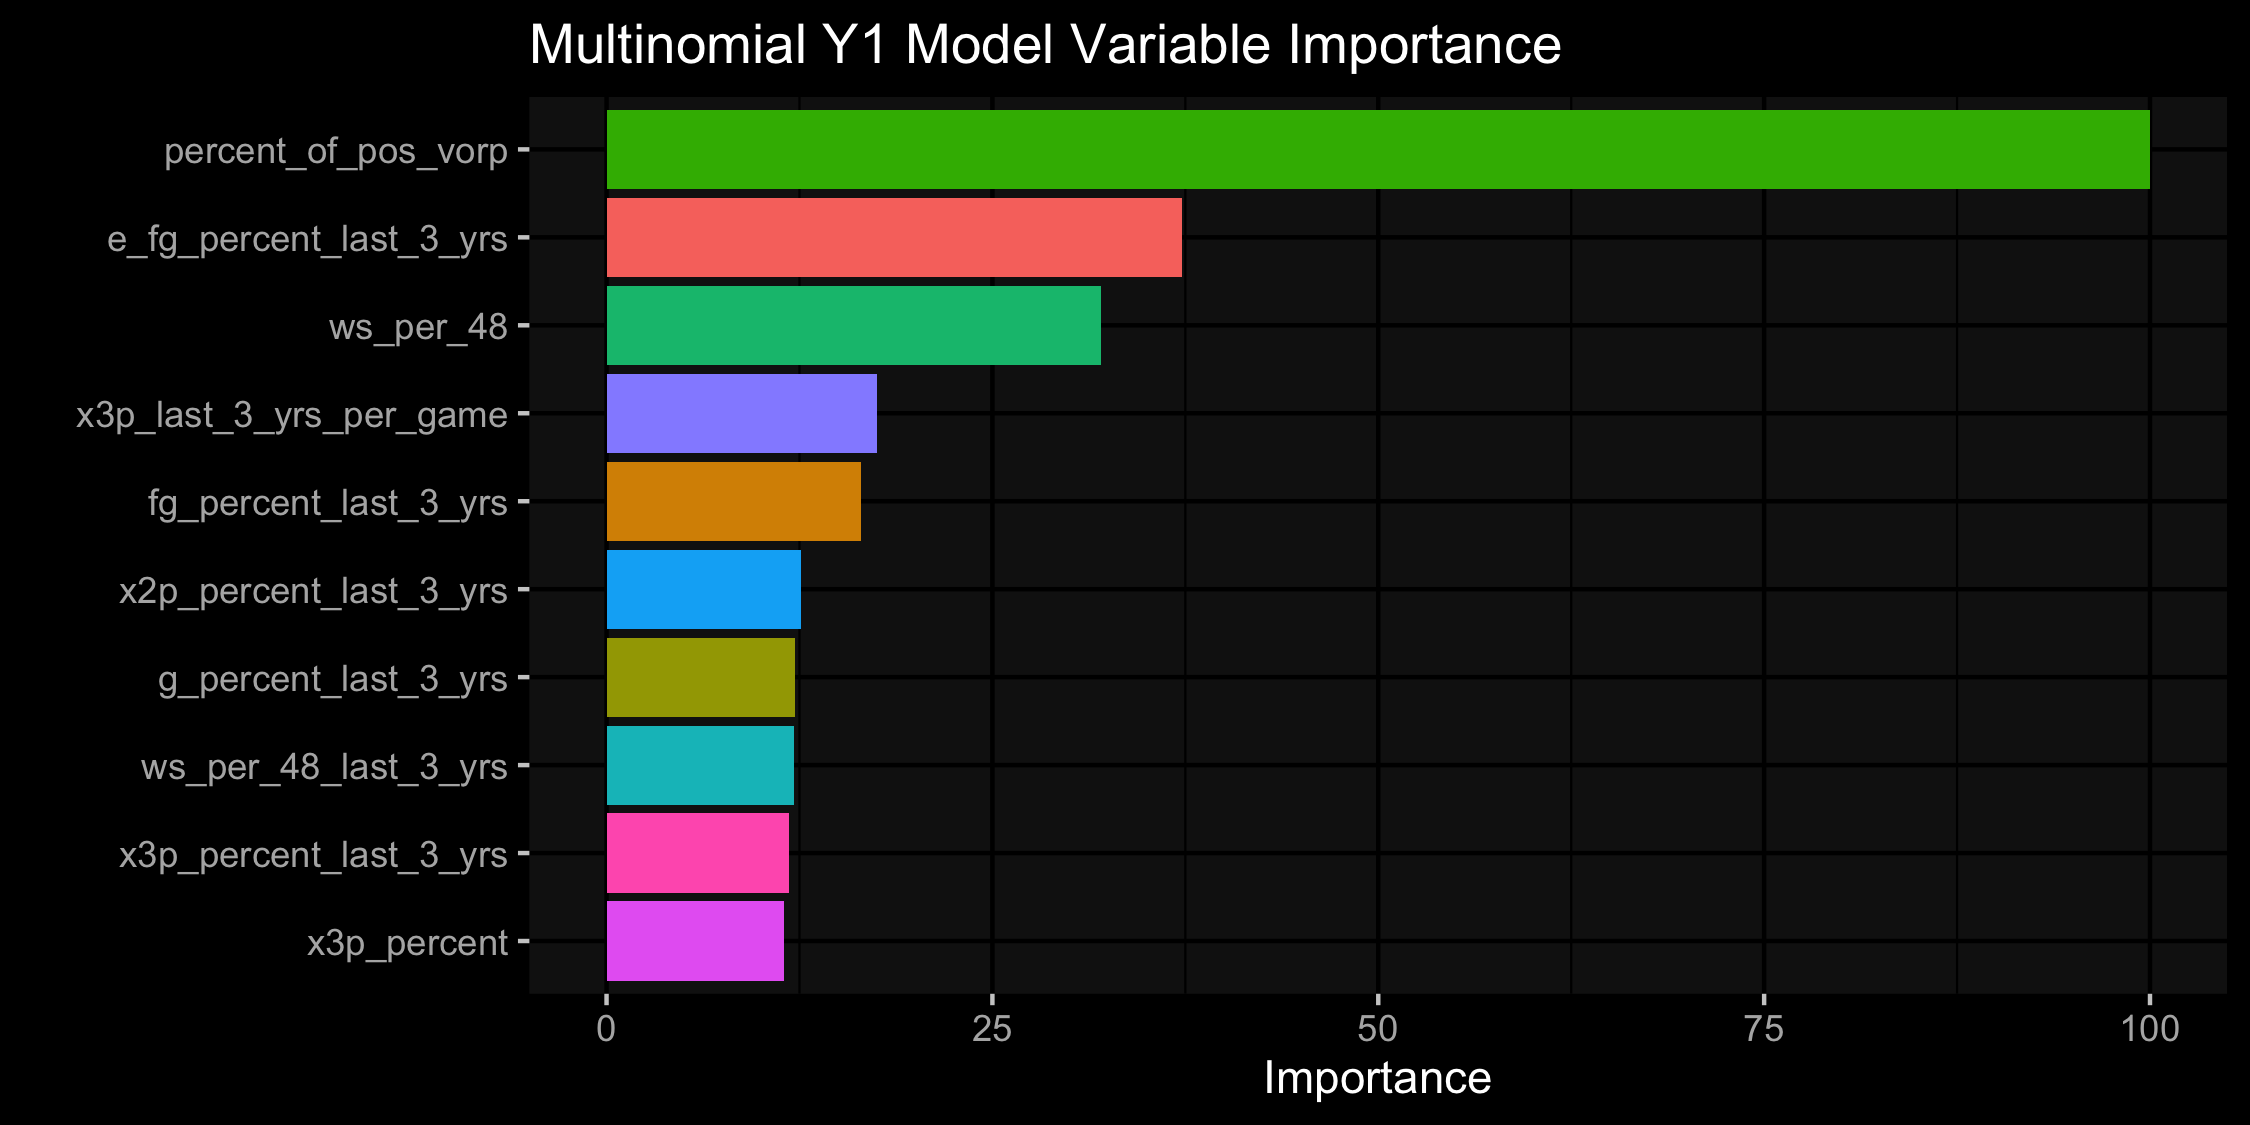 Multinomial Y1 Model Variable Importance
percent_of_pos_vorp
e_fg_percent_last_3_yrs
ws_per_48
x3p_last_3_yrs_per_game
fg_percent_last_3_yrs
x2p_percent_last_3_yrs
g_percent_last_3_yrs
ws_per_48_last_3_yrs
x3p_percent_last_3_yrs
x3p_percent
0 25 50 75 100
Importance